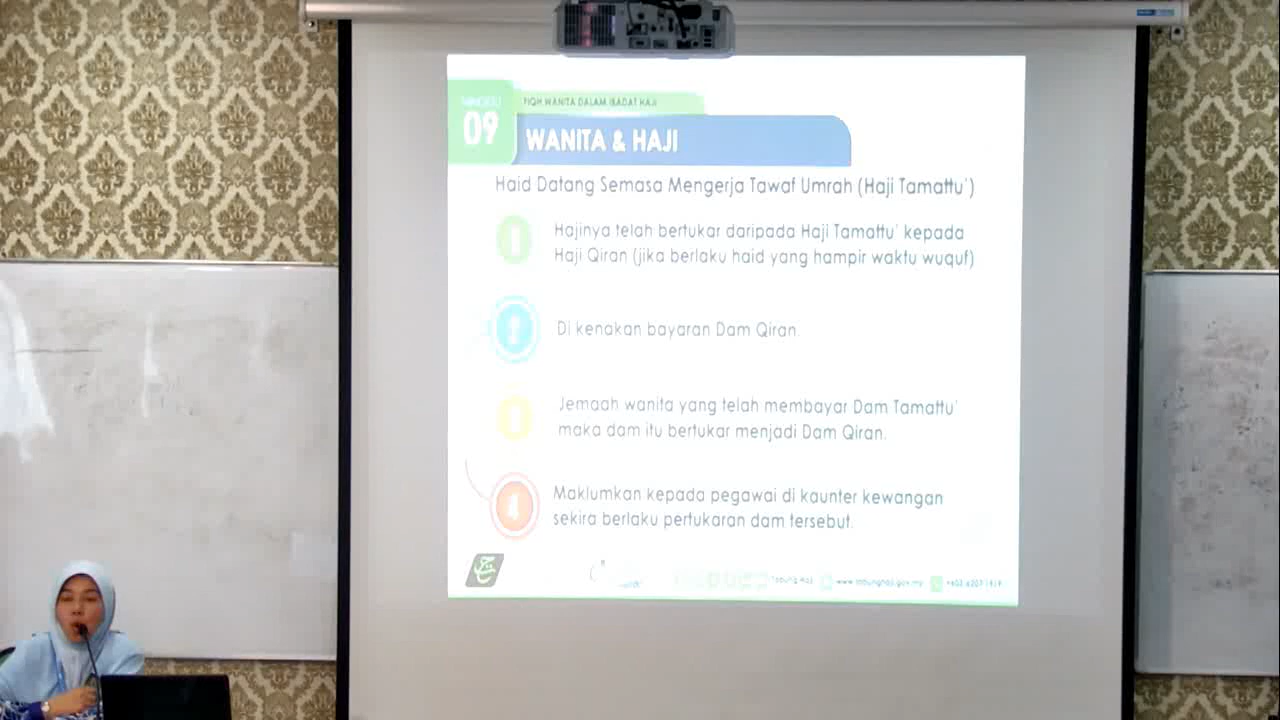 MINGGU
09
FIQH WANITA DALAM IBADAT HAJI
WANITA & HAJI
Haid Datang Semasa Mengerja Tawaf Umrah (Haji Tamattu')
Hajinya telah bertukar daripada Haji Tamattu' kepada
Haji Qiran (jika berlaku haid yang hampir waktu wuquf)
Di kenakan bayaran Dam Qiran.
Jemaah wanita yang telah membayar Dam Tamattu'
maka dam itu bertukar menjadi Dam Qiran.
4
Maklumkan kepada pegawai di kaunter kewangan
sekira berlaku pertukaran dam tersebut.
Tabung Haji
www.tabunghaji.gov.my
+603 6207 1919